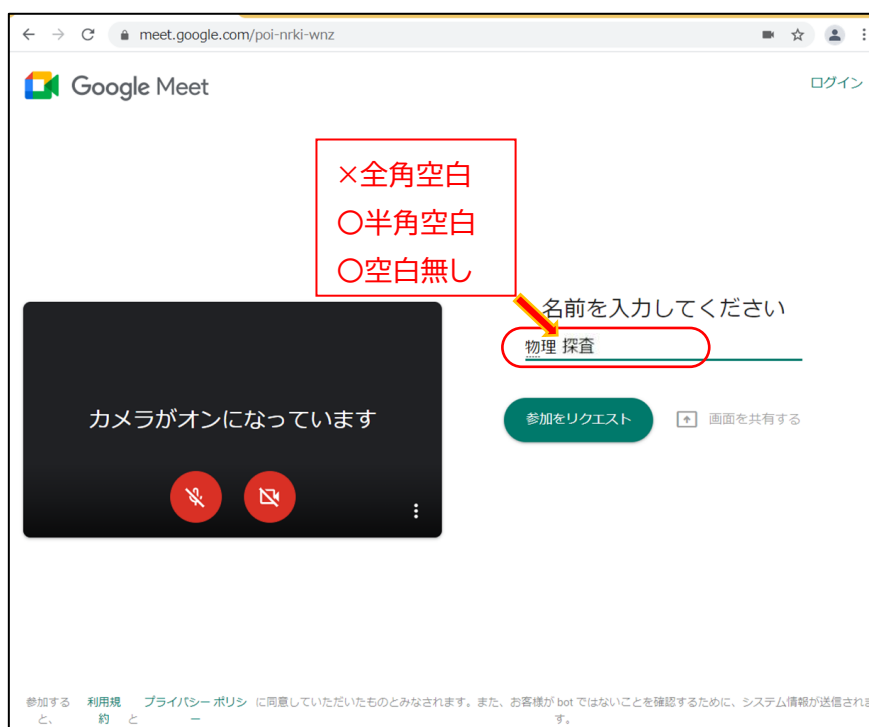 meet.google.com/poi-nrki-wnz
Google Meet
ログイン
×全角空白
○半角空白
○空白無し
名前を入力してください
物理 探査
カメラがオンになっています
参加をリクエスト
画面を共有する
参加する 利用規 プライバシー ポリシ に同意していただいたものとみなされます。また、お客様が bot ではないことを確認するために、システム情報が送信されま
と、 約 と ー す。